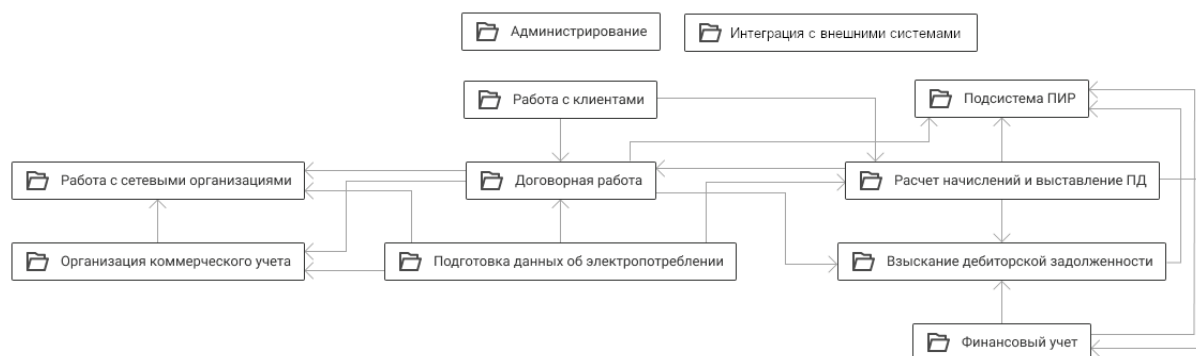 Администрирование
Интеграция с внешними системами
Работа с клиентами
Подсистема ПИР
Работа с сетевыми организациями
Договорная работа
Расчет начислений и выставление ПД
Организация коммерческого учета
Подготовка данных об электропотреблении
Взыскание дебиторской задолженности
Финансовый учет